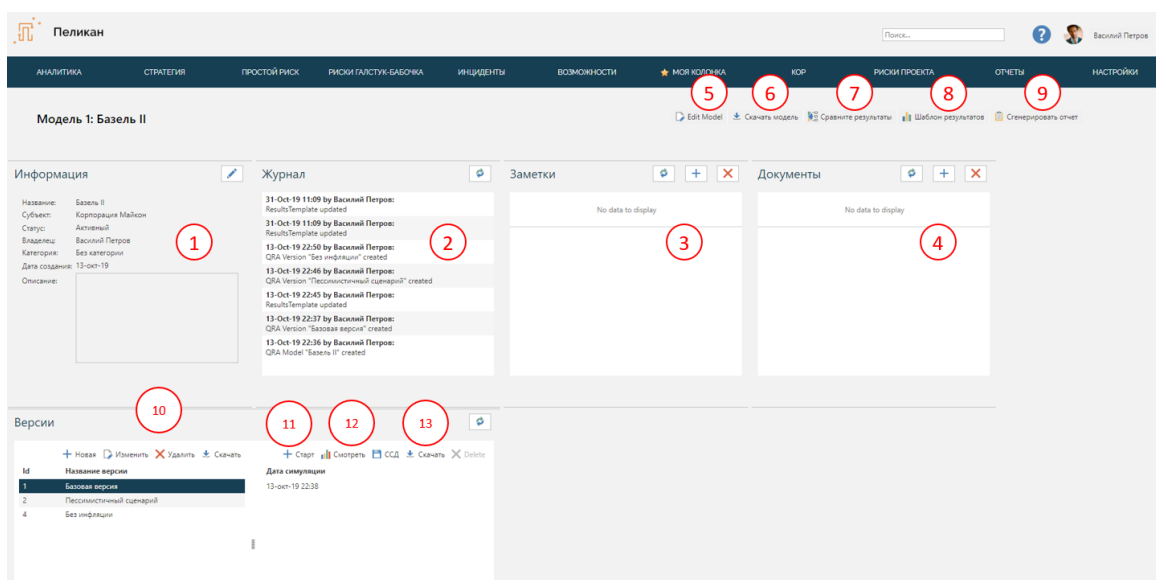 Пеликан
Поиск...
?
Василий Петров
АНАЛИТИКА СТРАТЕГИЯ ПРОСТОЙ РИСК РИСКИ ГАЛСТУК-БАБОЧКА ИНЦИДЕНТЫ ВОЗМОЖНОСТИ МОЯ КОЛОНКА КОР РИСКИ ПРОЕКТА ОТЧЕТЫ НАСТРОЙКИ
5 6 7 8 9
Модель 1: Базель II
Edit Model Скачать модель Сравните результаты Шаблон результатов Сгенерировать отчет
Информация
Название: Базель II
Субъект: Корпорация Майкон
Статус: Активный
Владелец: Василий Петров
Категория: Без категории
Дата создания: 13-окт-19
Описание:
1
Журнал
31-Oct-19 11:09 by Василий Петров:
ResultsTemplate updated
31-Oct-19 11:09 by Василий Петров:
ResultsTemplate updated
13-Oct-19 22:50 by Василий Петров:
QRA Version "Без инфляции" created
13-Oct-19 22:46 by Василий Петров:
QRA Version "Пессимистичный сценарий" created
13-Oct-19 22:45 by Василий Петров:
ResultsTemplate updated
13-Oct-19 22:37 by Василий Петров:
QRA Version "Базовая версия" created
13-Oct-19 22:36 by Василий Петров:
QRA Model "Базель II" created
2
Заметки
No data to display
3
Документы
No data to display
4
Версии
10
11 12 13
Новая Изменить Удалить Скачать
Id Название версии
1 Базовая версия
2 Пессимистичный сценарий
4 Без инфляции
Старт Смотреть ССД Скачать Delete
Дата симуляции
13-окт-19 22:38